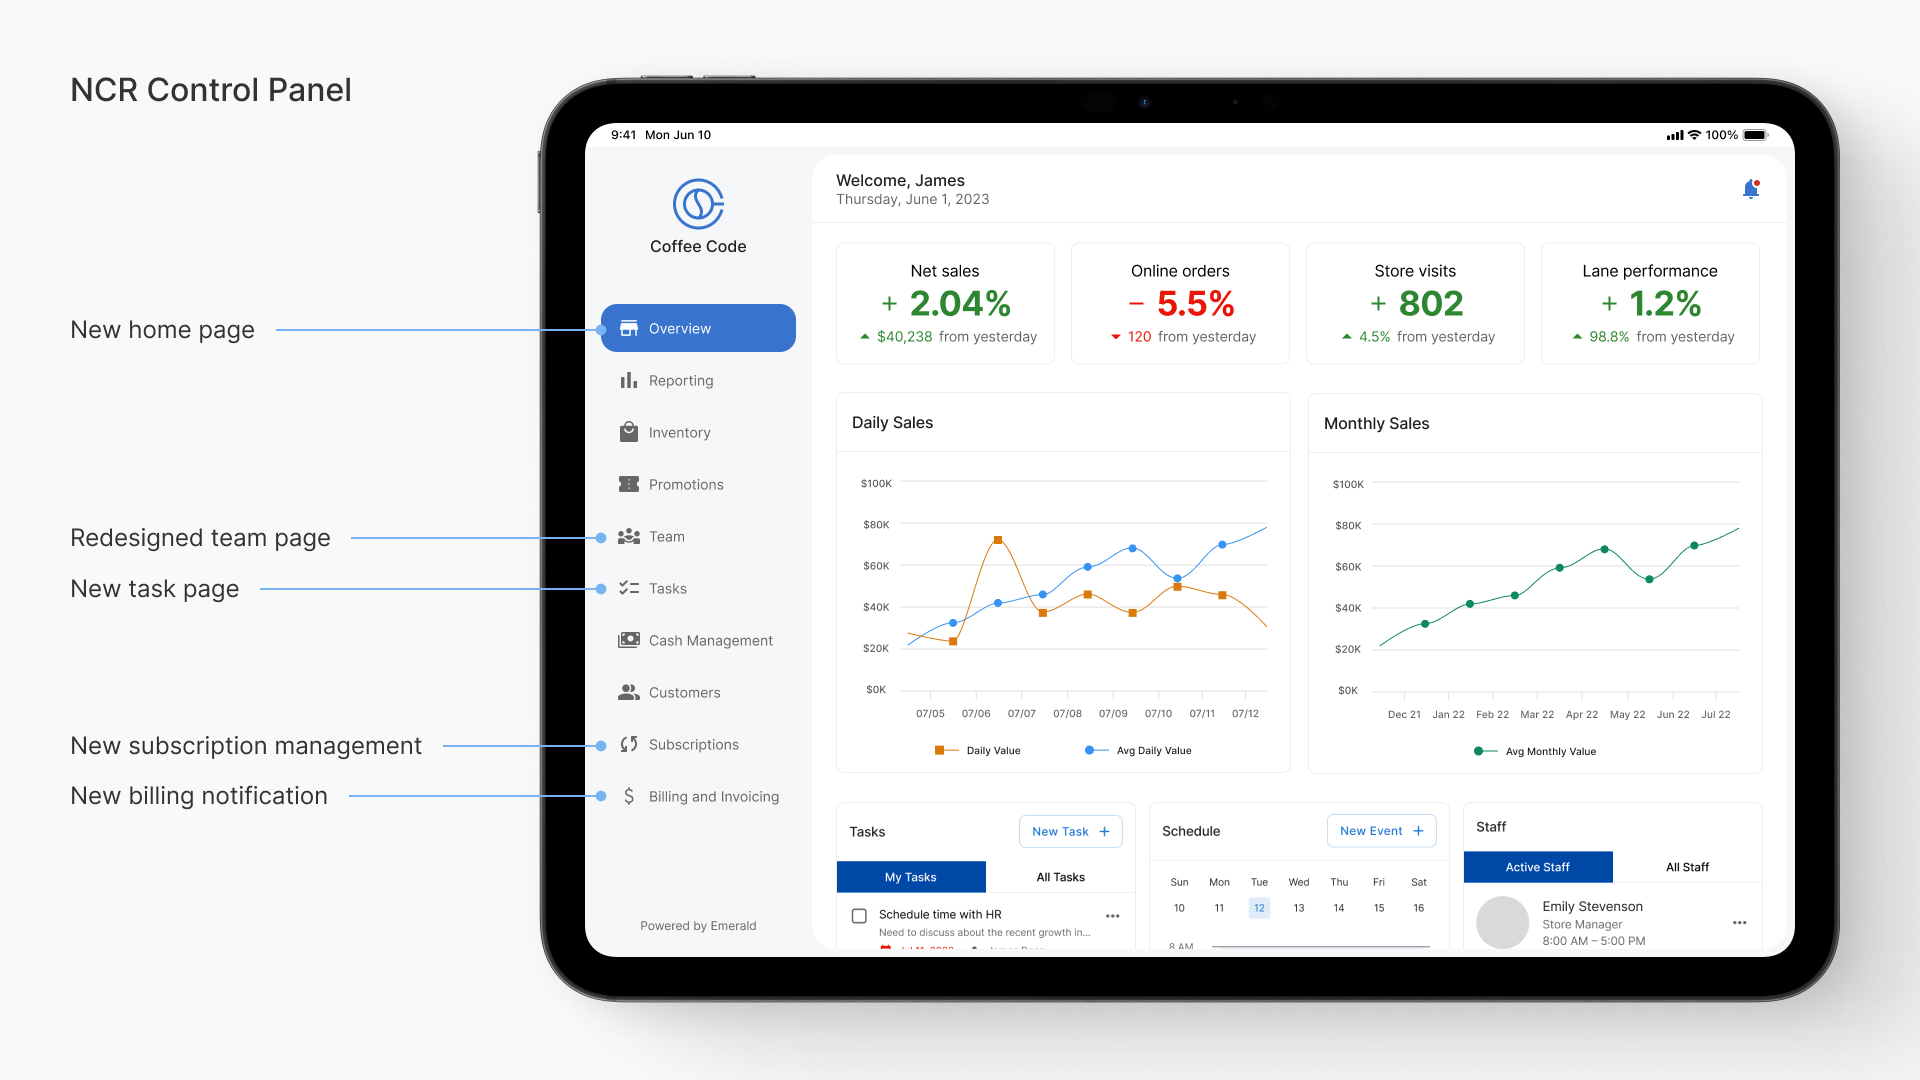 NCR Control Panel
New home page
Redesigned team page
New task page
New subscription management
New billing notification
9:41 Mon Jun 10
100%
Coffee Code
Overview
Reporting
Inventory
Promotions
Team
Tasks
Cash Management
Customers
Subscriptions
Billing and Invoicing
Powered by Emerald
Welcome, James
Thursday, June 1, 2023
Net sales
+ 2.04%
$40,238 from yesterday
Online orders
− 5.5%
120 from yesterday
Store visits
+ 802
4.5% from yesterday
Lane performance
+ 1.2%
98.8% from yesterday
Daily Sales
$100K
$80K
$60K
$40K
$20K
$0K
07/05 07/06 07/07 07/08 07/09 07/10 07/11 07/12
Daily Value Avg Daily Value
Monthly Sales
$100K
$80K
$60K
$40K
$20K
$0K
Dec 21 Jan 22 Feb 22 Mar 22 Apr 22 May 22 Jun 22 Jul 22
Avg Monthly Value
Tasks
New Task +
My Tasks All Tasks
Schedule time with HR
Need to discuss about the recent growth in...
Schedule
New Event +
Sun Mon Tue Wed Thu Fri Sat
10 11 12 13 14 15 16
8 AM
Staff
Active Staff All Staff
Emily Stevenson
Store Manager
8:00 AM – 5:00 PM